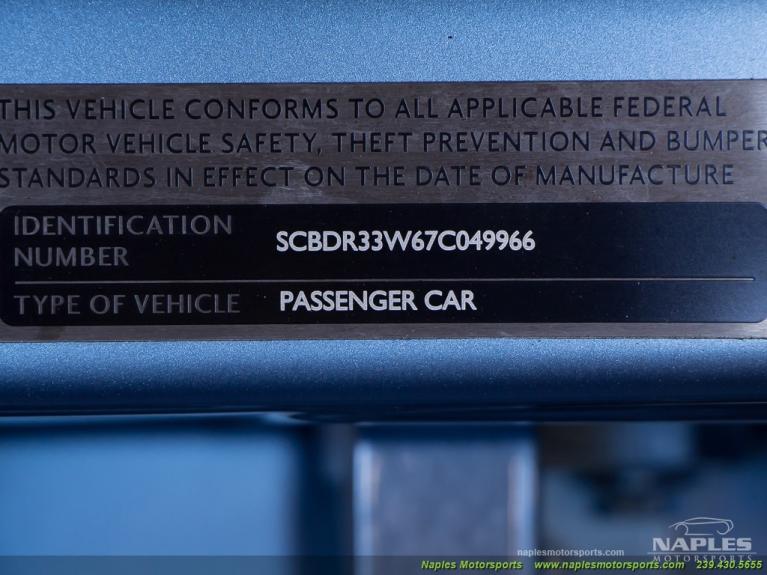 THIS VEHICLE CONFORMS TO ALL APPLICABLE FEDERAL
MOTOR VEHICLE SAFETY, THEFT PREVENTION AND BUMPER
STANDARDS IN EFFECT ON THE DATE OF MANUFACTURE
IDENTIFICATION
NUMBER
SCBDR33W67C049966
TYPE OF VEHICLE PASSENGER CAR
NAPLES
MOTORSPORTS
naplesmotorsports.com
Naples Motorsports www.naplesmotorsports.com 239.430.5655